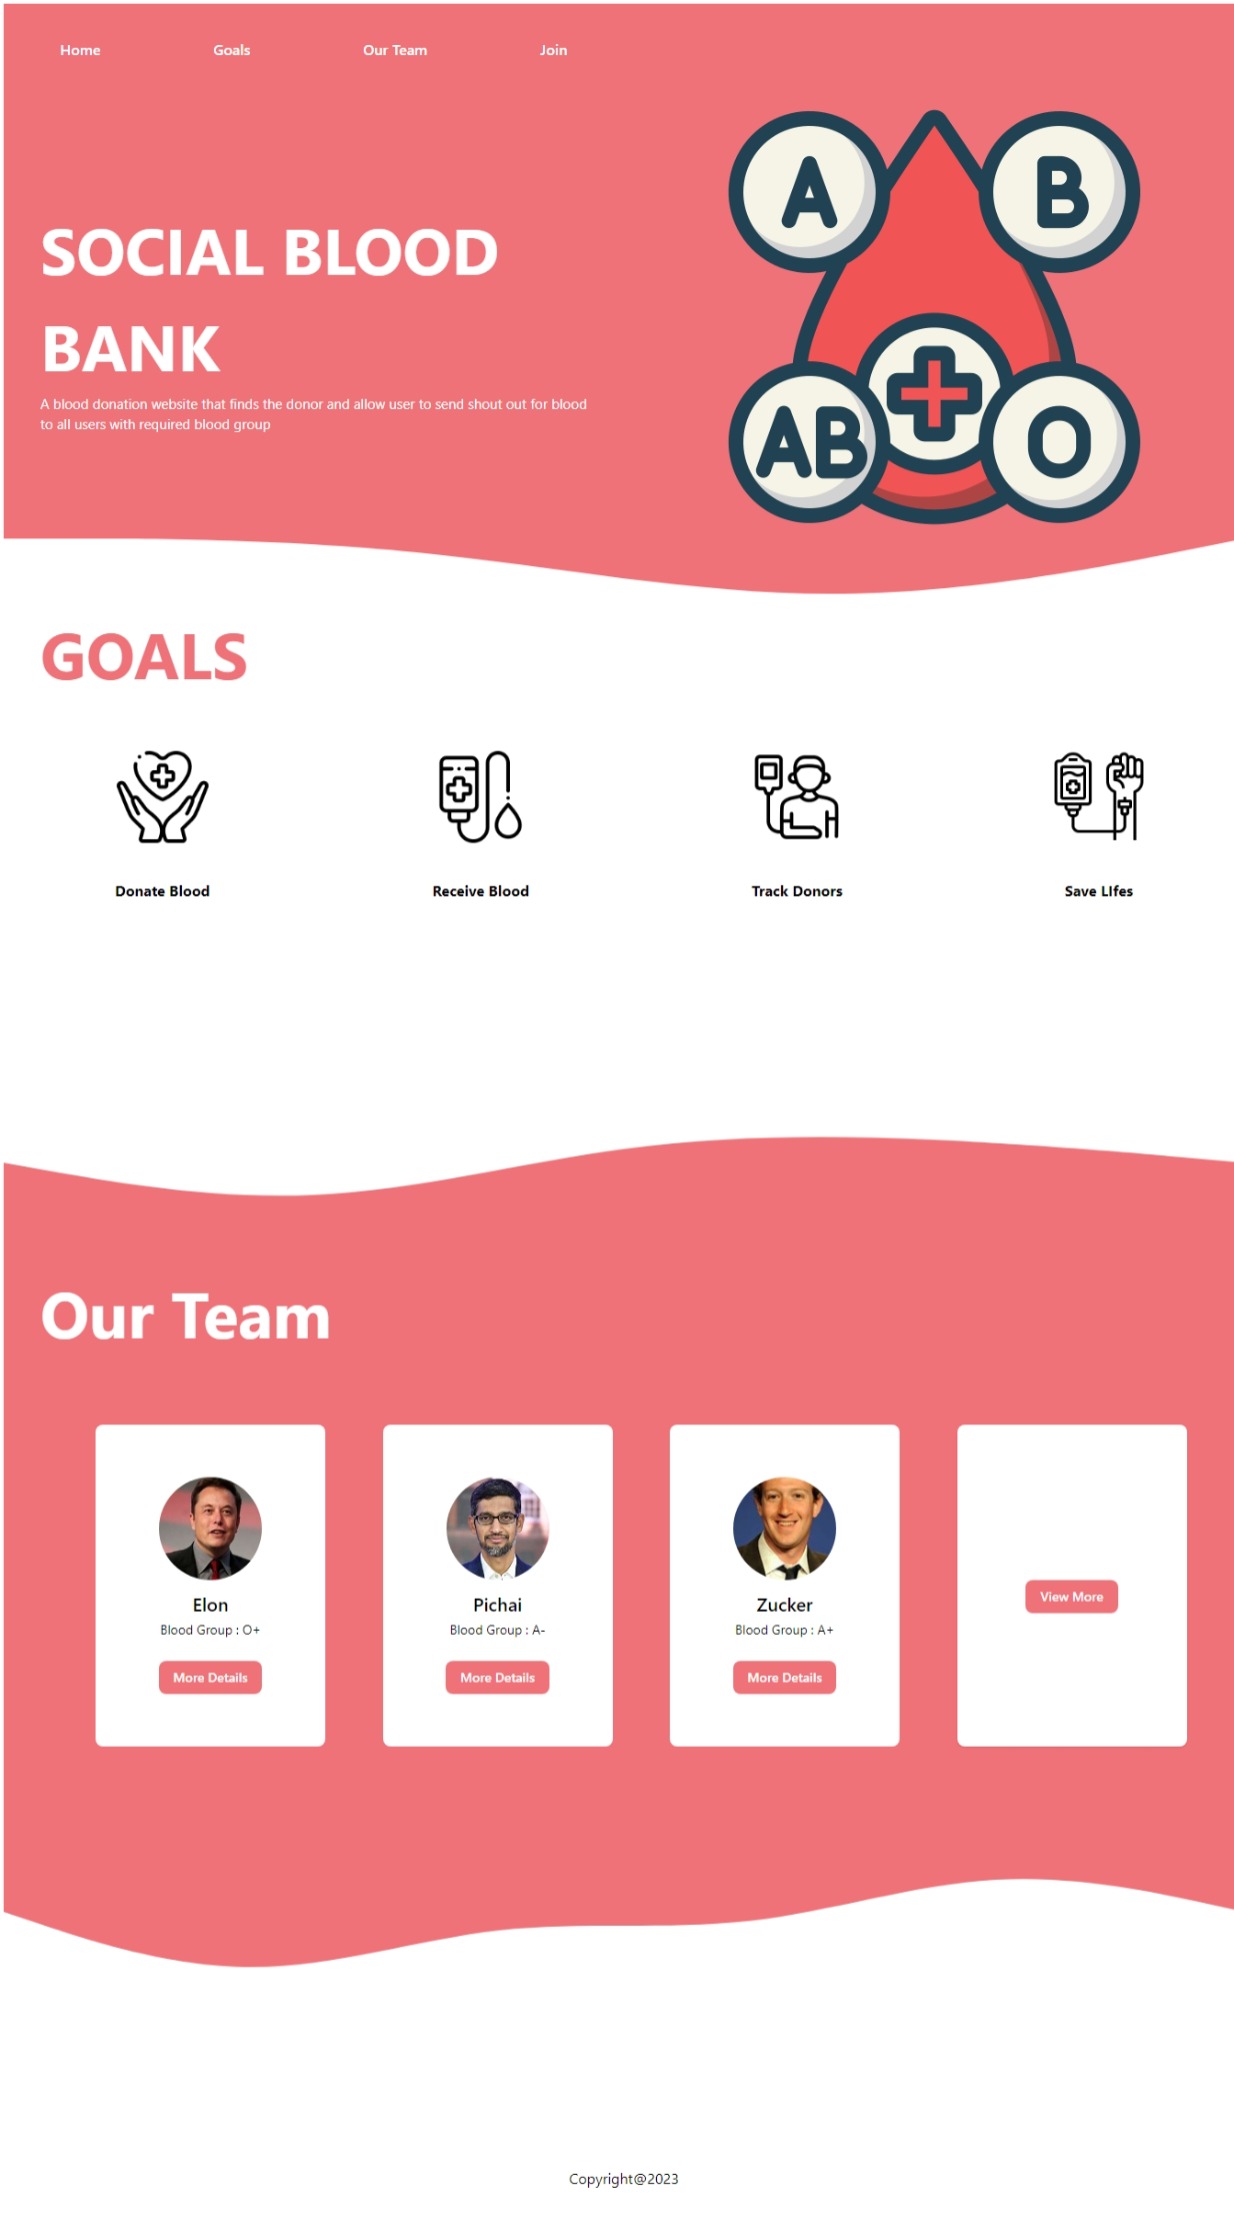 Home Goals Our Team Join
A B
SOCIAL BLOOD
BANK
A blood donation website that finds the donor and allow user to send shout out for blood
to all users with required blood group
AB O
GOALS
Donate Blood Receive Blood Track Donors Save LIfes
Our Team
Elon Pichai Zucker
Blood Group : O+ Blood Group : A- Blood Group : A+
View More
More Details More Details More Details
Copyright@2023